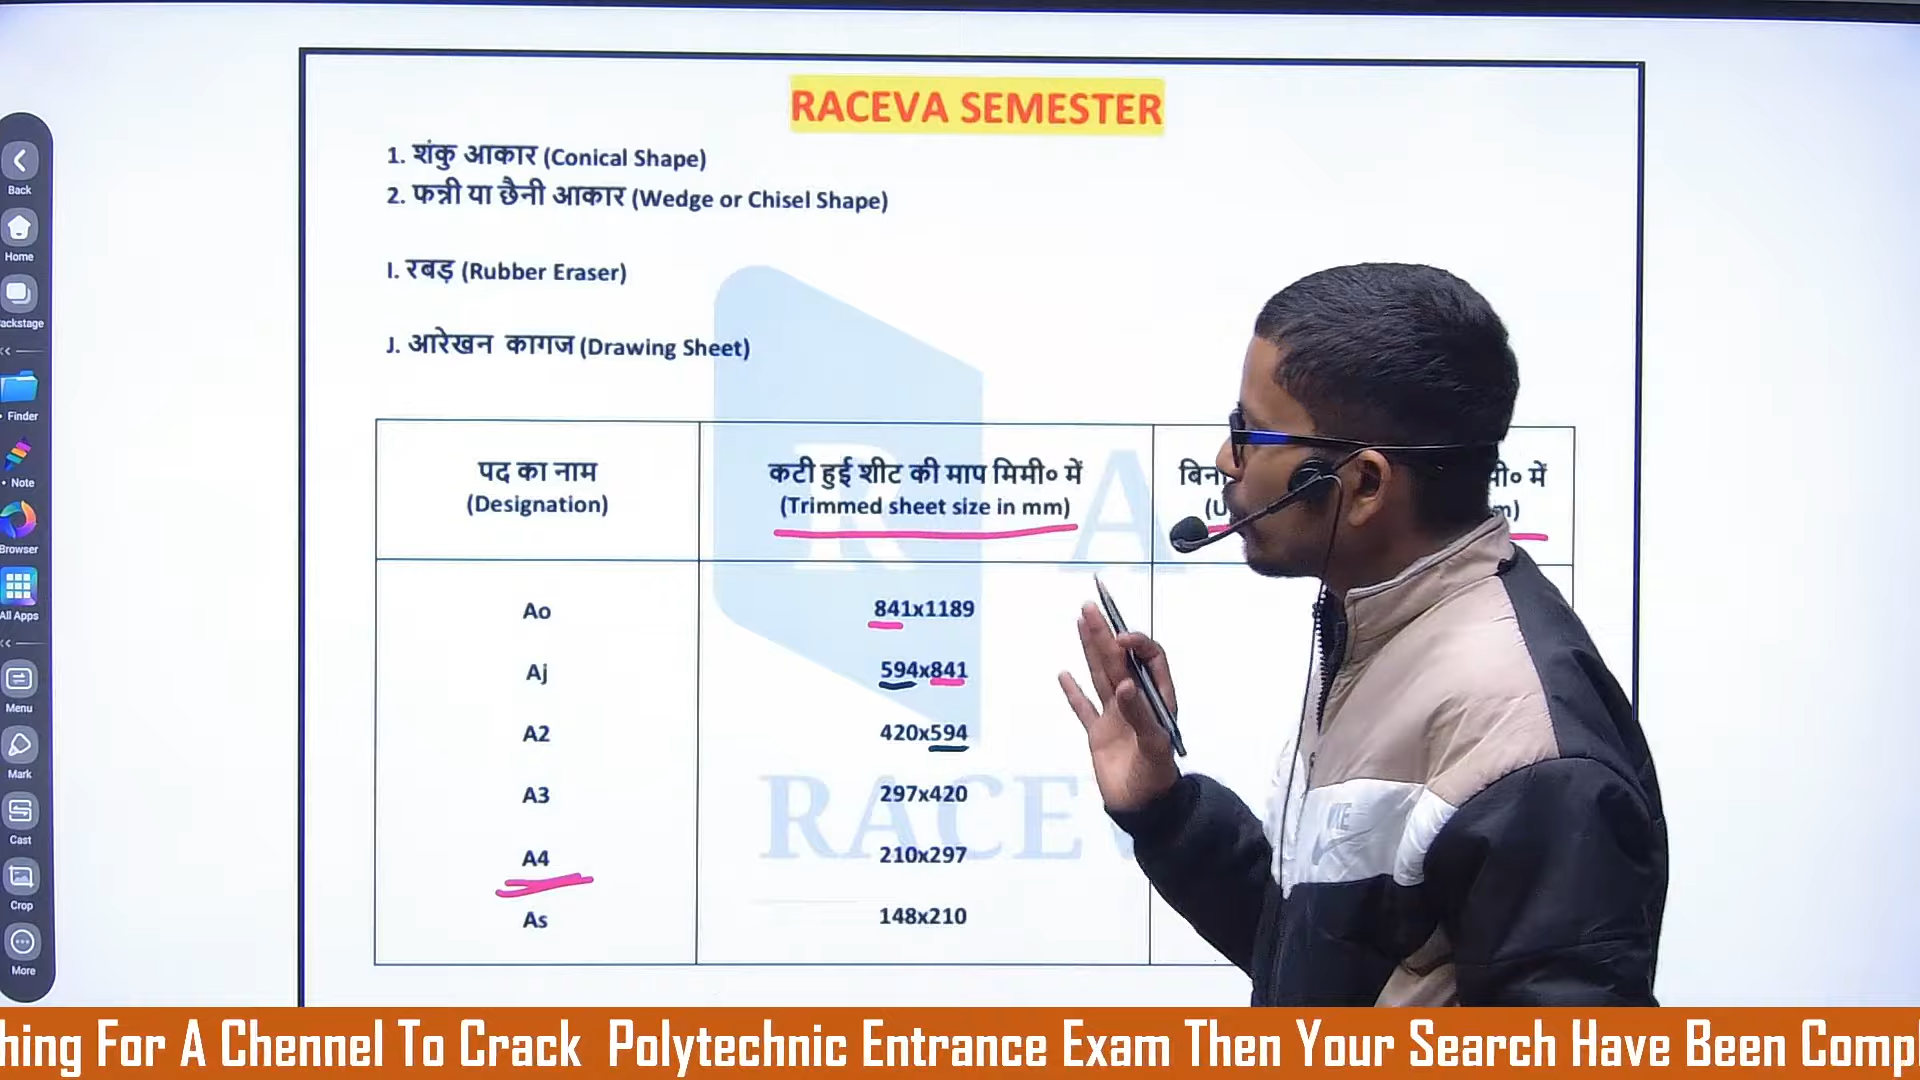 RACEVA SEMESTER
1. शंकु आकार (Conical Shape)
2. फन्नी या छैनी आकार (Wedge or Chisel Shape)
I. रबड़ (Rubber Eraser)
J. आरेखन कागज (Drawing Sheet)
पद का नाम
(Designation)
कटी हुई शीट की माप मिमी० में
(Trimmed sheet size in mm)
में
Ao 841x1189
Aj 594x841
A2 420x594
A3 297x420
A4 210x297
As 148x210
R A
Back
Home
ackstage
Finder
Note
Browser
All Apps
Menu
Mark
Cast
Crop
More
For A Chennel To Crack Polytechnic Entrance Exam Then Your Search Have Been